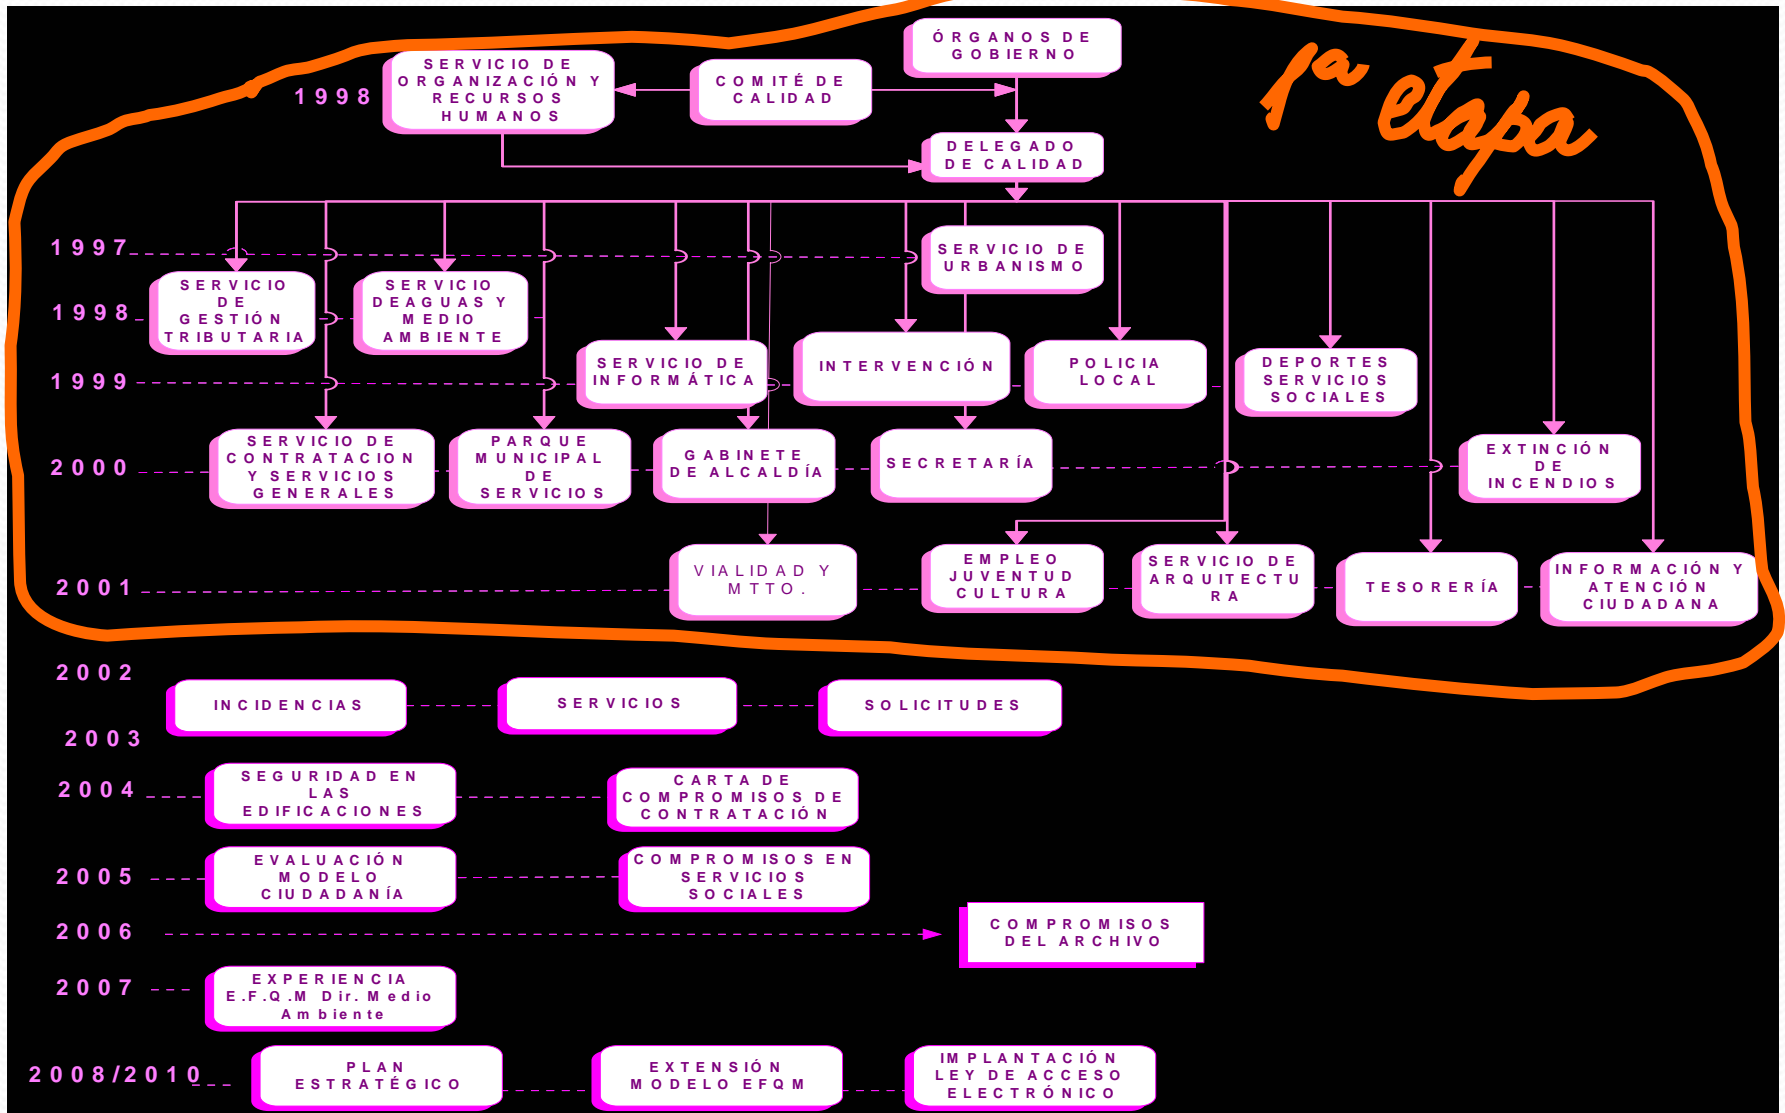 ÓRGANOS DE
GOBIERNO
1ª etapa
1998
SERVICIO DE
ORGANIZACIÓN Y
RECURSOS
HUMANOS
COMITÉ DE
CALIDAD
DELEGADO
DE CALIDAD
1997
SERVICIO DE
URBANISMO
1998
SERVICIO
DE
GESTIÓN
TRIBUTARIA
SERVICIO
DEAGUAS Y
MEDIO
AMBIENTE
1999
SERVICIO DE
INFORMÁTICA
INTERVENCIÓN
POLICIA
LOCAL
DEPORTES
SERVICIOS
SOCIALES
2000
SERVICIO DE
CONTRATACION
Y SERVICIOS
GENERALES
PARQUE
MUNICIPAL
DE
SERVICIOS
GABINETE
DE ALCALDÍA
SECRETARÍA
EXTINCIÓN
DE
INCENDIOS
2001
VIALIDAD Y
MTTO.
EMPLEO
JUVENTUD
CULTURA
SERVICIO DE
ARQUITECTU
RA
TESORERÍA
INFORMACIÓN Y
ATENCIÓN
CIUDADANA
2002
INCIDENCIAS
SERVICIOS
SOLICITUDES
2003
2004
SEGURIDAD EN
LAS
EDIFICACIONES
CARTA DE
COMPROMISOS DE
CONTRATACIÓN
2005
EVALUACIÓN
MODELO
CIUDADANÍA
COMPROMISOS EN
SERVICIOS
SOCIALES
2006
COMPROMISOS
DEL ARCHIVO
2007
EXPERIENCIA
E.F.Q.M Dir. Medio
Ambiente
2008/2010
PLAN
ESTRATÉGICO
EXTENSIÓN
MODELO EFQM
IMPLANTACIÓN
LEY DE ACCESO
ELECTRÓNICO